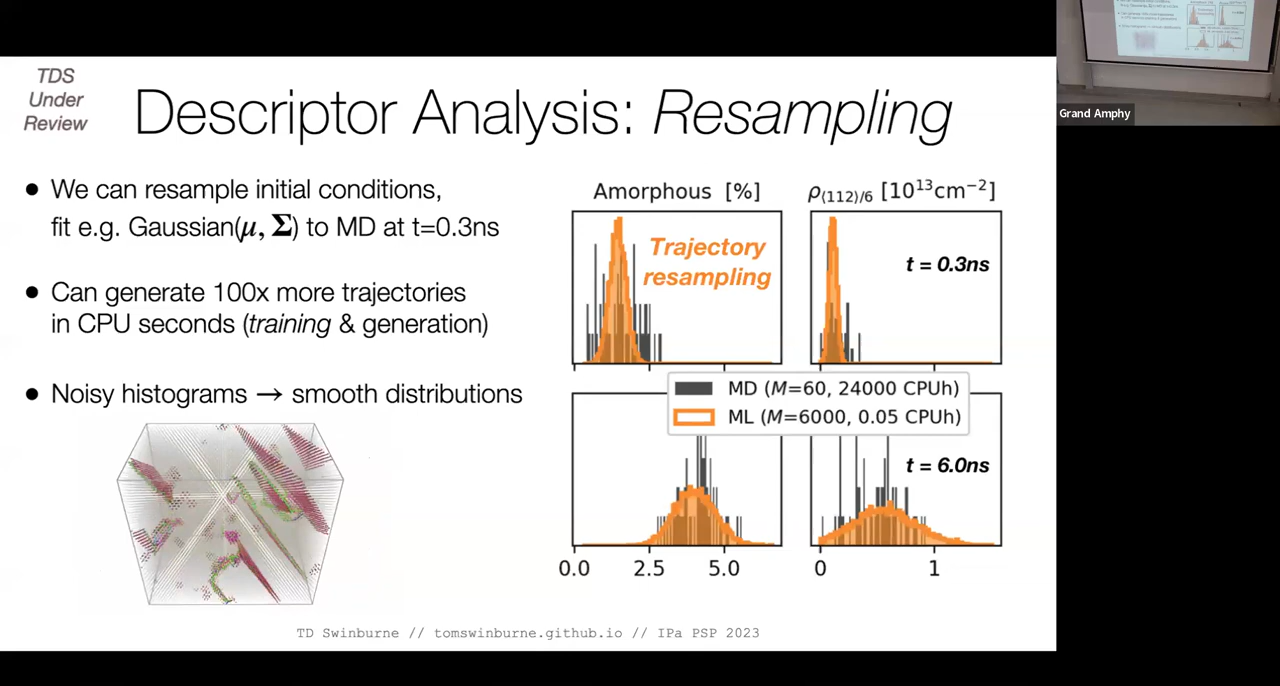 TDS
Under
Review
Descriptor Analysis: Resampling
● We can resample initial conditions,
fit e.g. Gaussian(μ, Σ) to MD at t=0.3ns
● Can generate 100x more trajectories
in CPU seconds (training & generation)
● Noisy histograms → smooth distributions
Amorphous [%]
ρ⟨112⟩/6 [10¹³cm⁻²]
Trajectory
resampling
t = 0.3ns
MD (M=60, 24000 CPUh)
ML (M=6000, 0.05 CPUh)
t = 6.0ns
0.0 2.5 5.0
0 1
TD Swinburne // tomswinburne.github.io // IPa PSP 2023
Grand Amphy